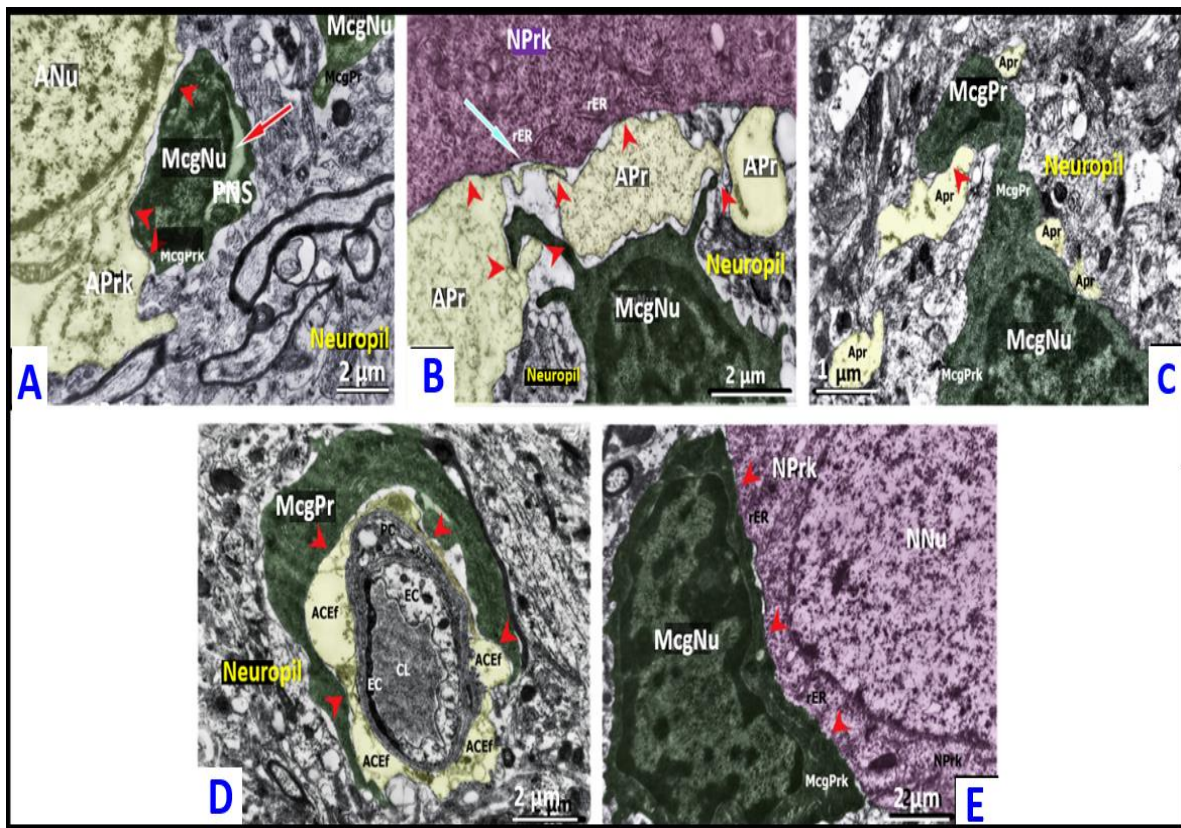 ANu
McgNu
McgNu
McgPr
PNS
McgPrk
APrk
Neuropil
2 µm
A
NPrk
rER
rER
APr
APr
APr
Neuropil
McgNu
Neuropil
2 µm
B
Apr
McgPr
Neuropil
McgPr
Apr
Apr
Apr
McgNu
Apr
McgPrk
1 µm
C
McgPr
PC
EC
ACEf
ACEf
Neuropil
EC
CL
ACEf
ACEf
2 µm
µm
D
NPrk
rER
NNu
McgNu
rER
NPrk
McgPrk
2 µm
E